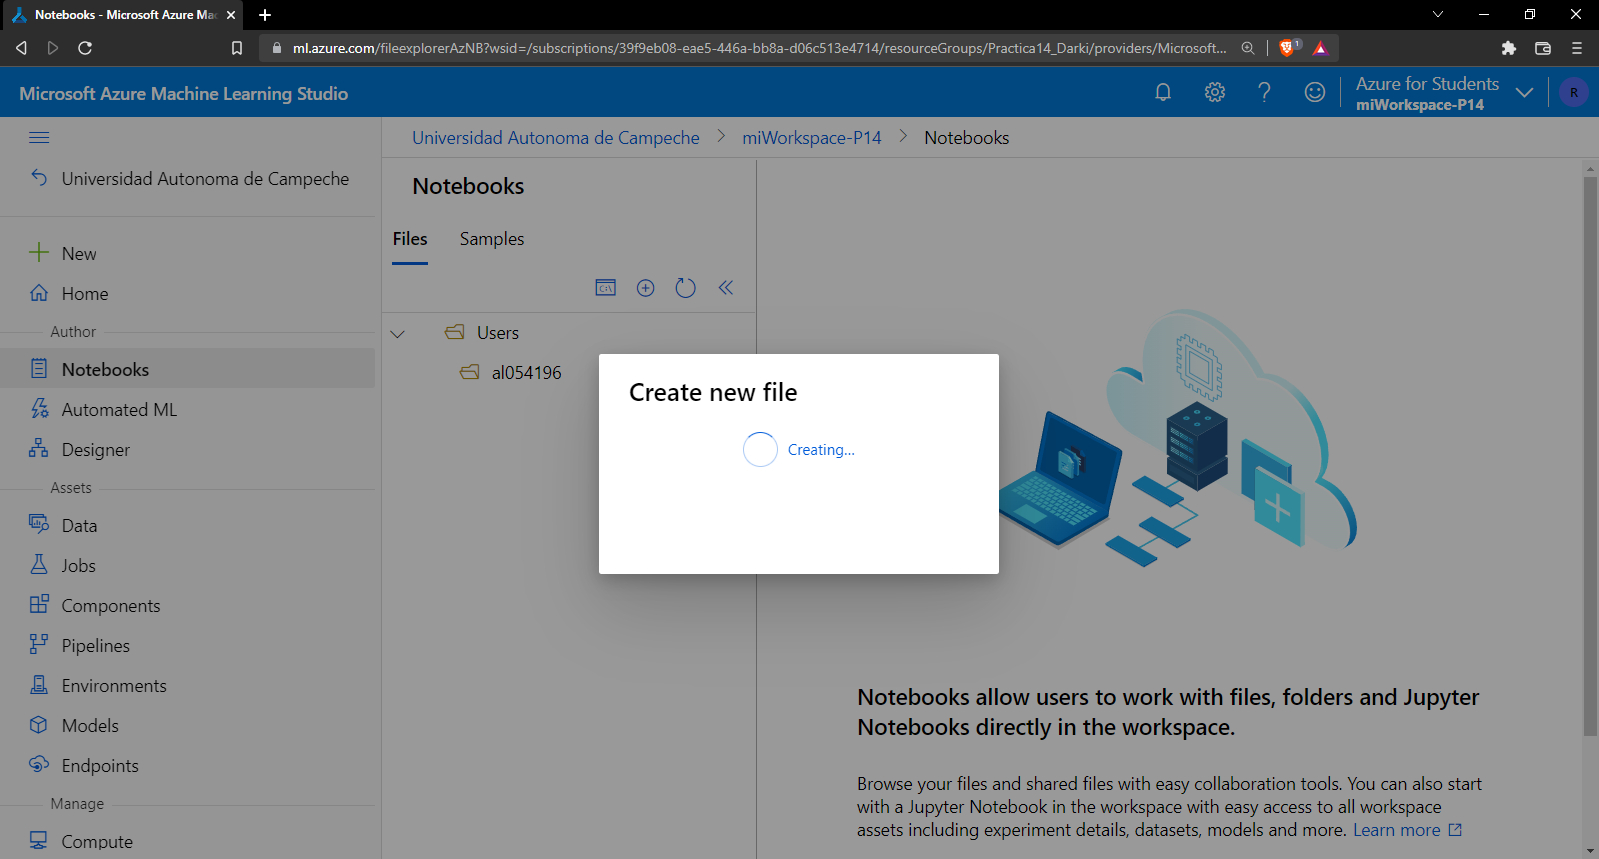 Notebooks - Microsoft Azure Mac
ml.azure.com/fileexplorerAzNB?wsid=/subscriptions/39f9eb08-eae5-446a-bb8a-d06c513e4714/resourceGroups/Practica14_Darki/providers/Microsoft...
1
Microsoft Azure Machine Learning Studio
Azure for Students
miWorkspace-P14
R
Universidad Autonoma de Campeche
New
Home
Author
Notebooks
Automated ML
Designer
Assets
Data
Jobs
Components
Pipelines
Environments
Models
Endpoints
Manage
Compute
Universidad Autonoma de Campeche > miWorkspace-P14 > Notebooks
Notebooks
Files Samples
Users
al054196
Create new file
Creating...
Notebooks allow users to work with files, folders and Jupyter
Notebooks directly in the workspace.
Browse your files and shared files with easy collaboration tools. You can also start
with a Jupyter Notebook in the workspace with easy access to all workspace
assets including experiment details, datasets, models and more. Learn more